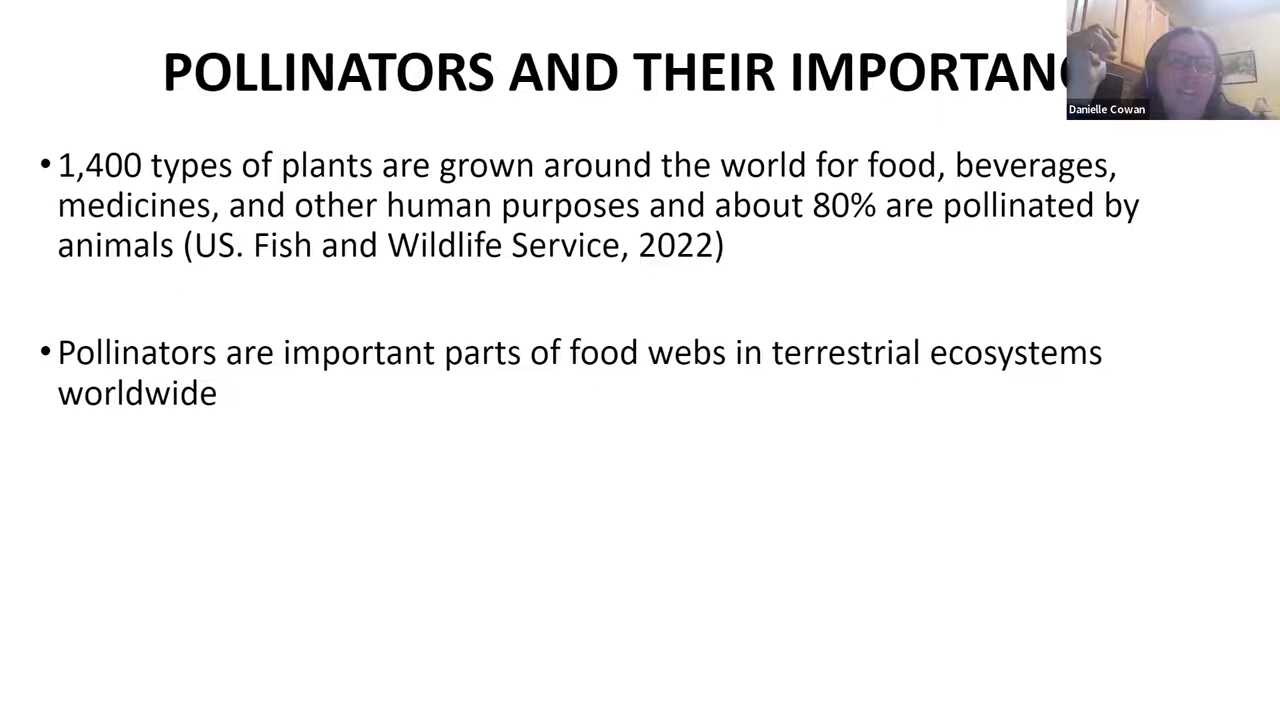 POLLINATORS AND THEIR IMPORTANC
Danielle Cowan
• 1,400 types of plants are grown around the world for food, beverages,
medicines, and other human purposes and about 80% are pollinated by
animals (US. Fish and Wildlife Service, 2022)
• Pollinators are important parts of food webs in terrestrial ecosystems
worldwide